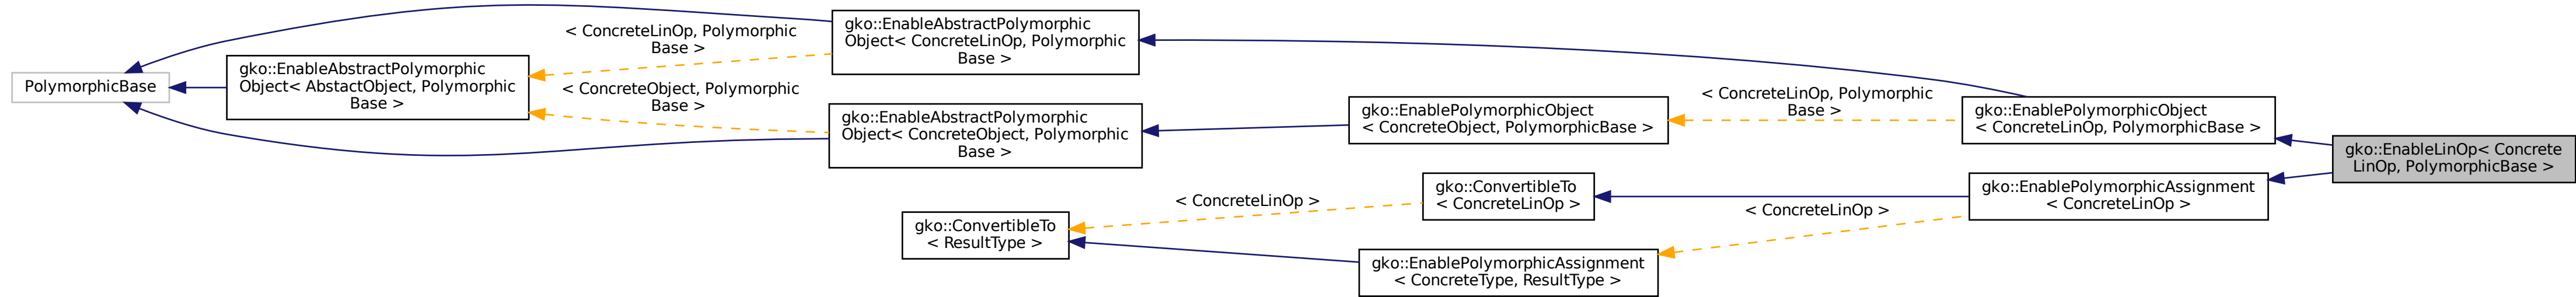 PolymorphicBase
gko::EnableAbstractPolymorphic
Object< AbstactObject, Polymorphic
Base >
< ConcreteLinOp, Polymorphic
Base >
< ConcreteObject, Polymorphic
Base >
gko::EnableAbstractPolymorphic
Object< ConcreteLinOp, Polymorphic
Base >
gko::EnableAbstractPolymorphic
Object< ConcreteObject, Polymorphic
Base >
gko::ConvertibleTo
< ResultType >
< ConcreteLinOp >
gko::EnablePolymorphicObject
< ConcreteObject, PolymorphicBase >
gko::ConvertibleTo
< ConcreteLinOp >
gko::EnablePolymorphicAssignment
< ConcreteType, ResultType >
< ConcreteLinOp, Polymorphic
Base >
< ConcreteLinOp >
gko::EnablePolymorphicObject
< ConcreteLinOp, PolymorphicBase >
gko::EnablePolymorphicAssignment
< ConcreteLinOp >
gko::EnableLinOp< Concrete
LinOp, PolymorphicBase >